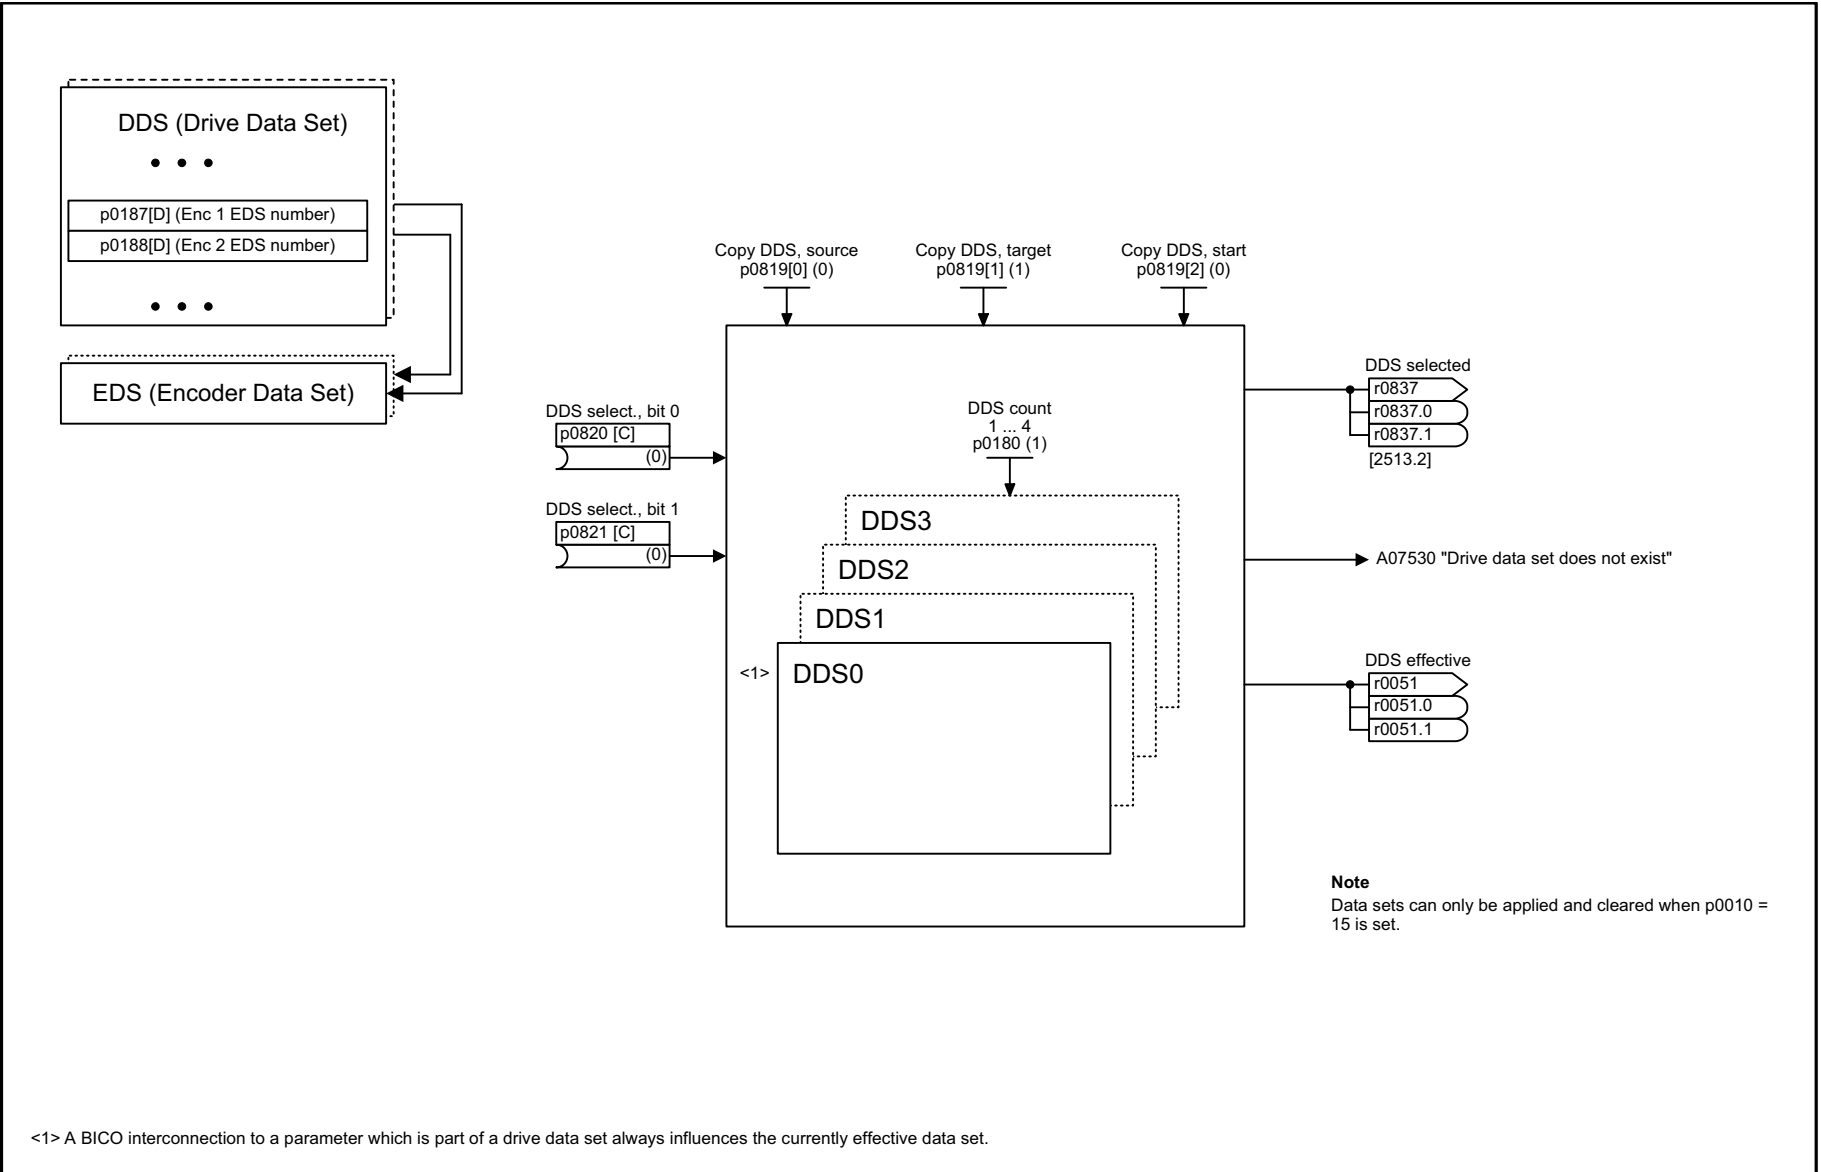 DDS (Drive Data Set)
p0187[D] (Enc 1 EDS number)
p0188[D] (Enc 2 EDS number)
EDS (Encoder Data Set)
Copy DDS, source
p0819[0] (0)
Copy DDS, target
p0819[1] (1)
Copy DDS, start
p0819[2] (0)
DDS select., bit 0
p0820 [C]
(0)
DDS select., bit 1
p0821 [C]
(0)
DDS count
1 ... 4
p0180 (1)
DDS3
DDS2
DDS1
<1>
DDS0
DDS selected
r0837
r0837.0
r0837.1
[2513.2]
A07530 "Drive data set does not exist"
DDS effective
r0051
r0051.0
r0051.1
Note
Data sets can only be applied and cleared when p0010 =
15 is set.
<1> A BICO interconnection to a parameter which is part of a drive data set always influences the currently effective data set.